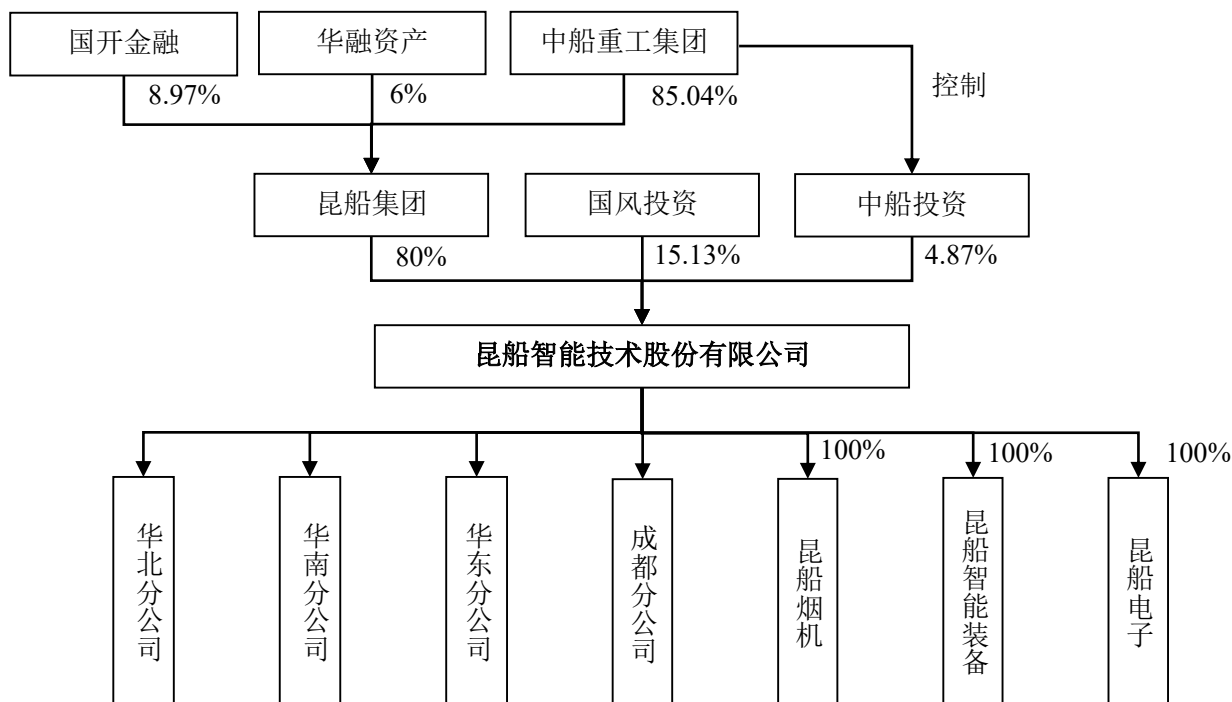 国开金融
华融资产
中船重工集团
8.97%
6%
85.04%
控制
昆船集团
国风投资
中船投资
80%
15.13%
4.87%
昆船智能技术股份有限公司
100%
100%
100%
华北分公司
华南分公司
华东分公司
成都分公司
昆船烟机
昆船智能装备
昆船电子